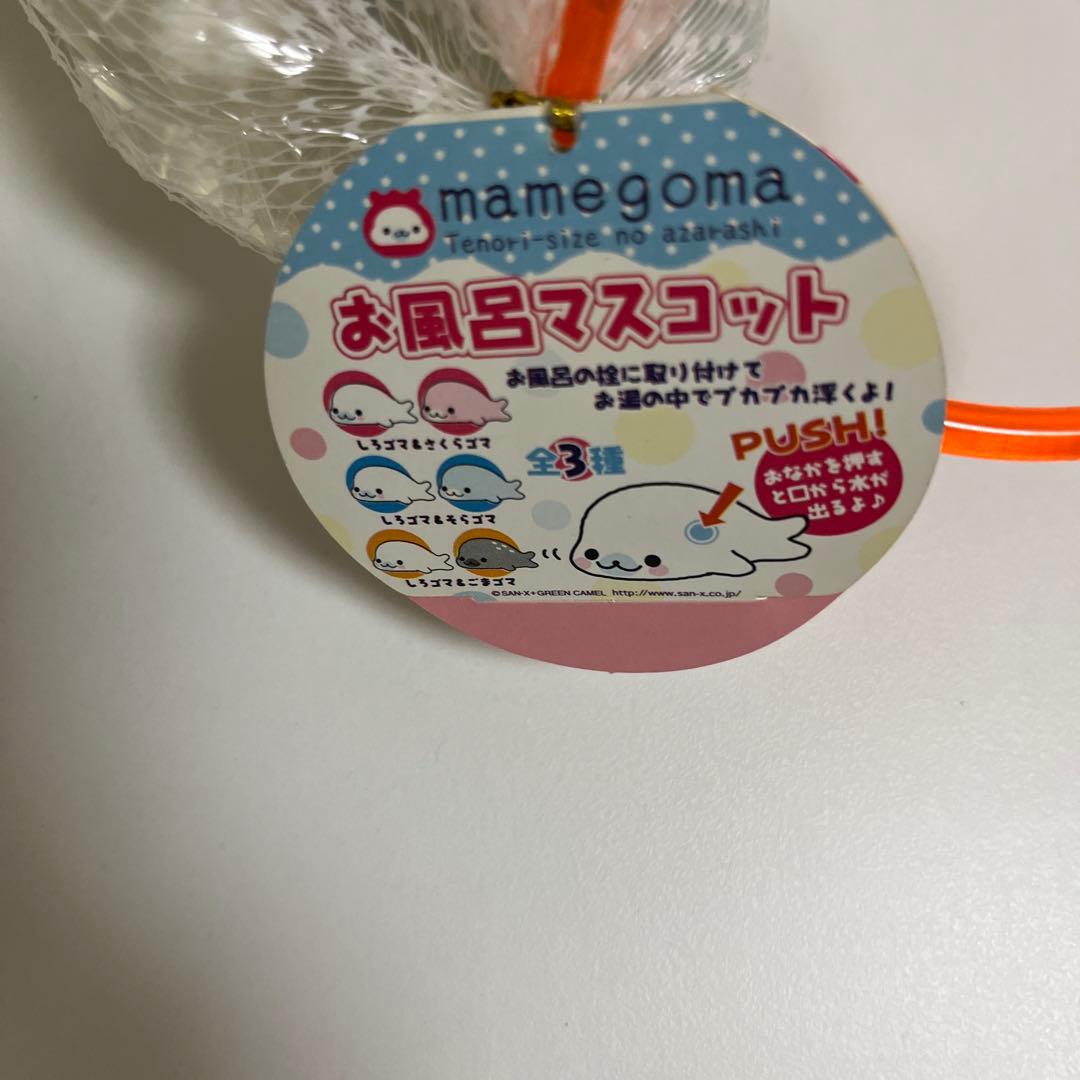 mamegoma
Tenori-size no azarashi
お風呂マスコット
お風呂の栓に取り付けて
お湯の中でプカプカ浮くよ!
しろゴマ&さくらゴマ
全3種
PUSH!
おなかを押す
と口から水が
出るよ♪
しろゴマ&そらゴマ
しろゴマ&ごまゴマ
©SAN-X+GREEN CAMEL http://www.san-x.co.jp/